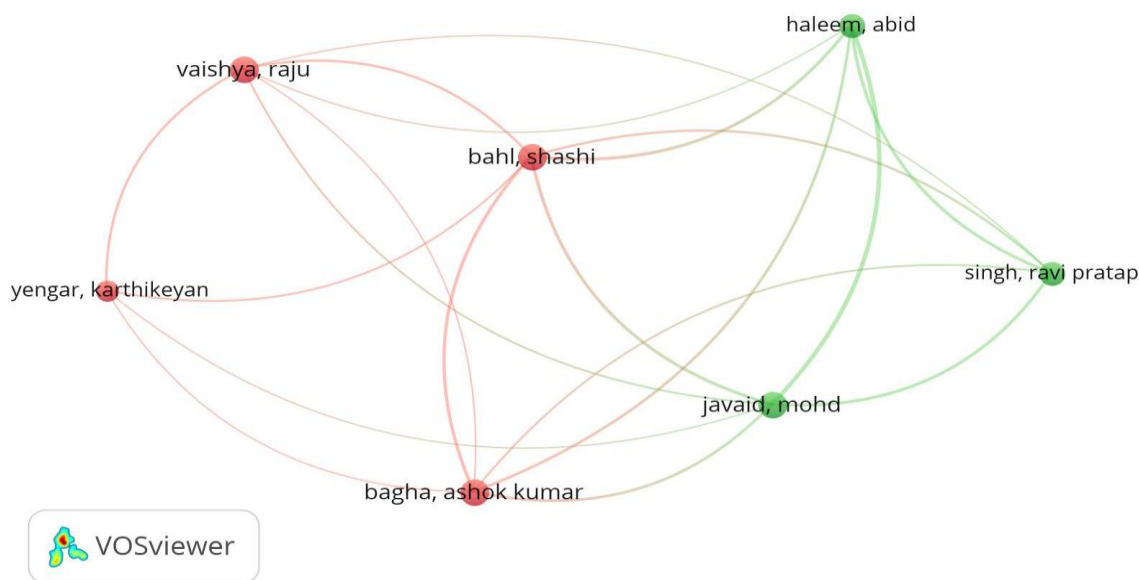 haleem, abid
vaishya, raju
bahl, shashi
singh, ravi pratap
yengar, karthikeyan
javaid, mohd
bagha, ashok kumar
VOSviewer